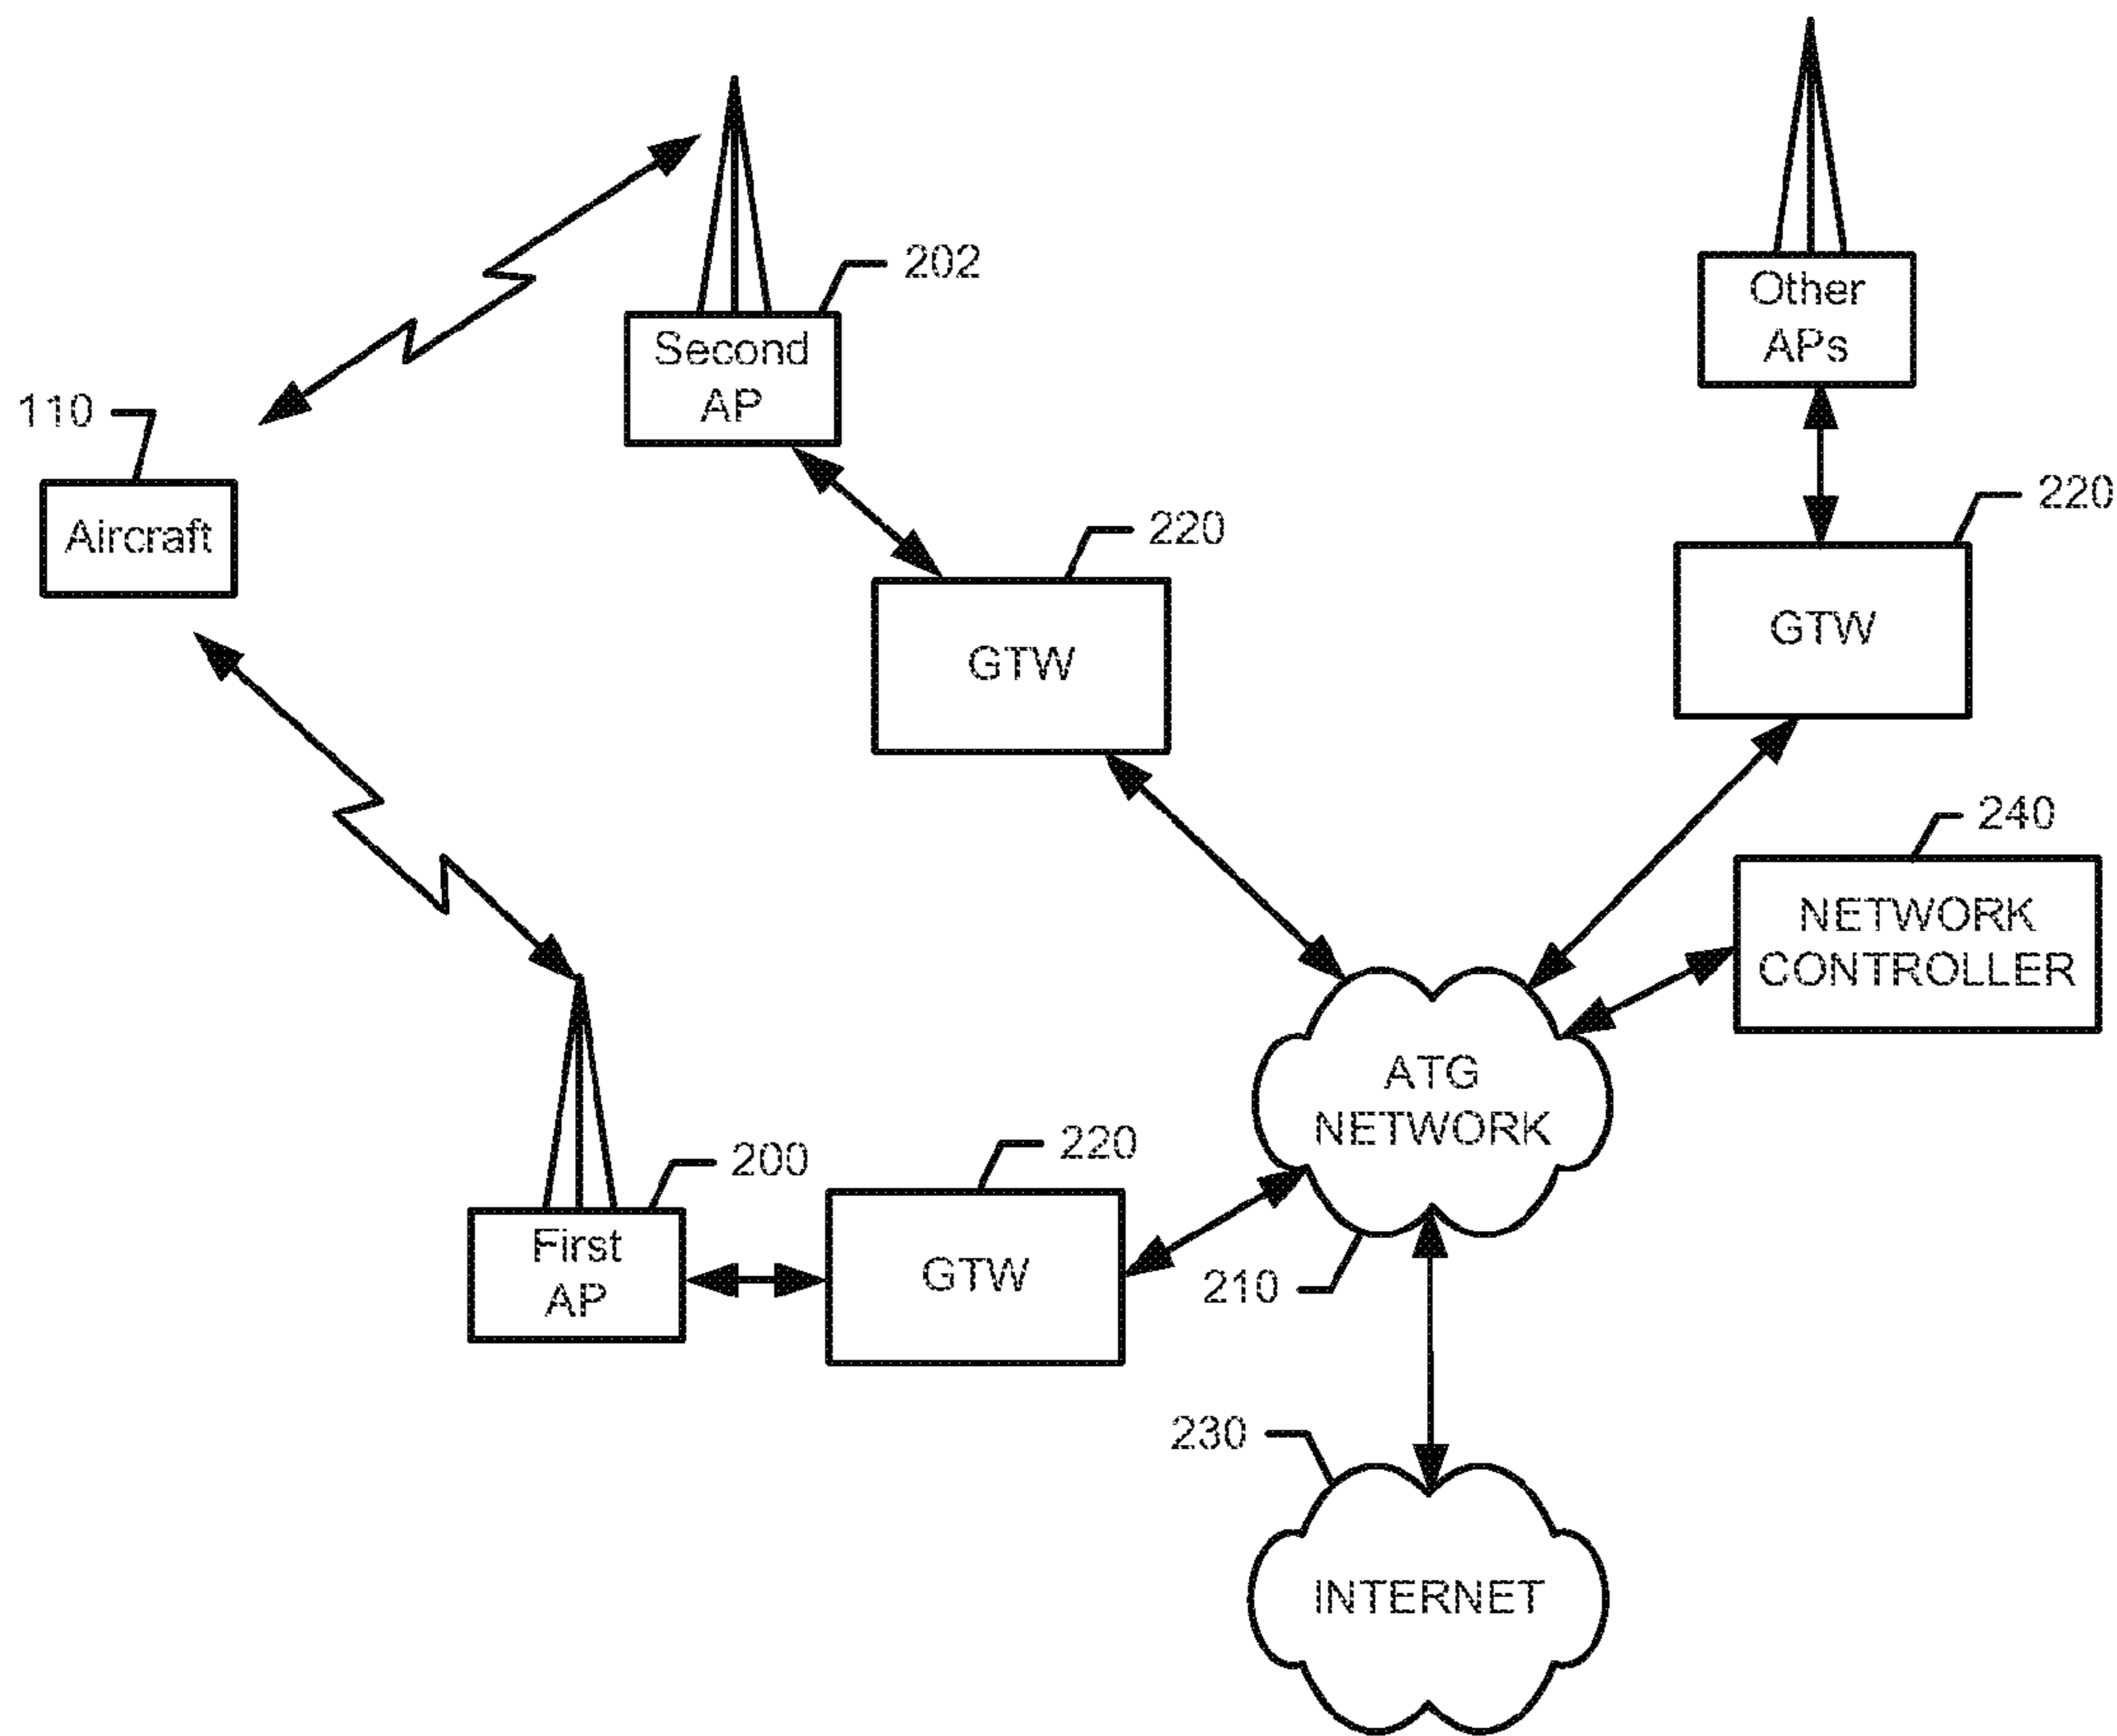 202
Second
AP
Other
APs
110
Aircraft
220
GTW
220
GTW
240
NETWORK
CONTROLLER
ATG
NETWORK
210
200
First
AP
220
GTW
230
INTERNET